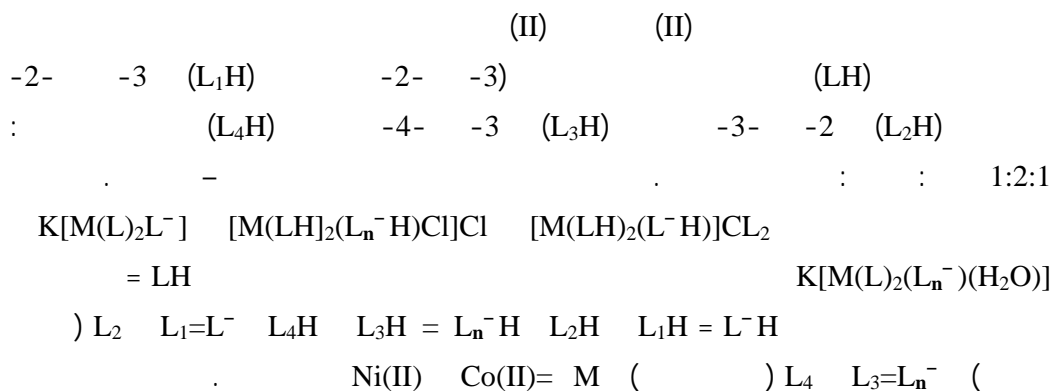 (II) (II)
-2- -3 (L₁H) -2- -3) (LH)
: (L₄H) -4- -3 (L₃H) -3- -2 (L₂H)
. – . : : 1:2:1
K[M(L)₂L⁻] [M(LH]₂(Lₙ⁻H)Cl]Cl [M(LH)₂(L⁻H)]CL₂
= LH K[M(L)₂(Lₙ⁻)(H₂O)]
) L₂ L₁=L⁻ L₄H L₃H = Lₙ⁻H L₂H L₁H = L⁻H
. Ni(II) Co(II)= M ( ) L₄ L₃=Lₙ⁻ (